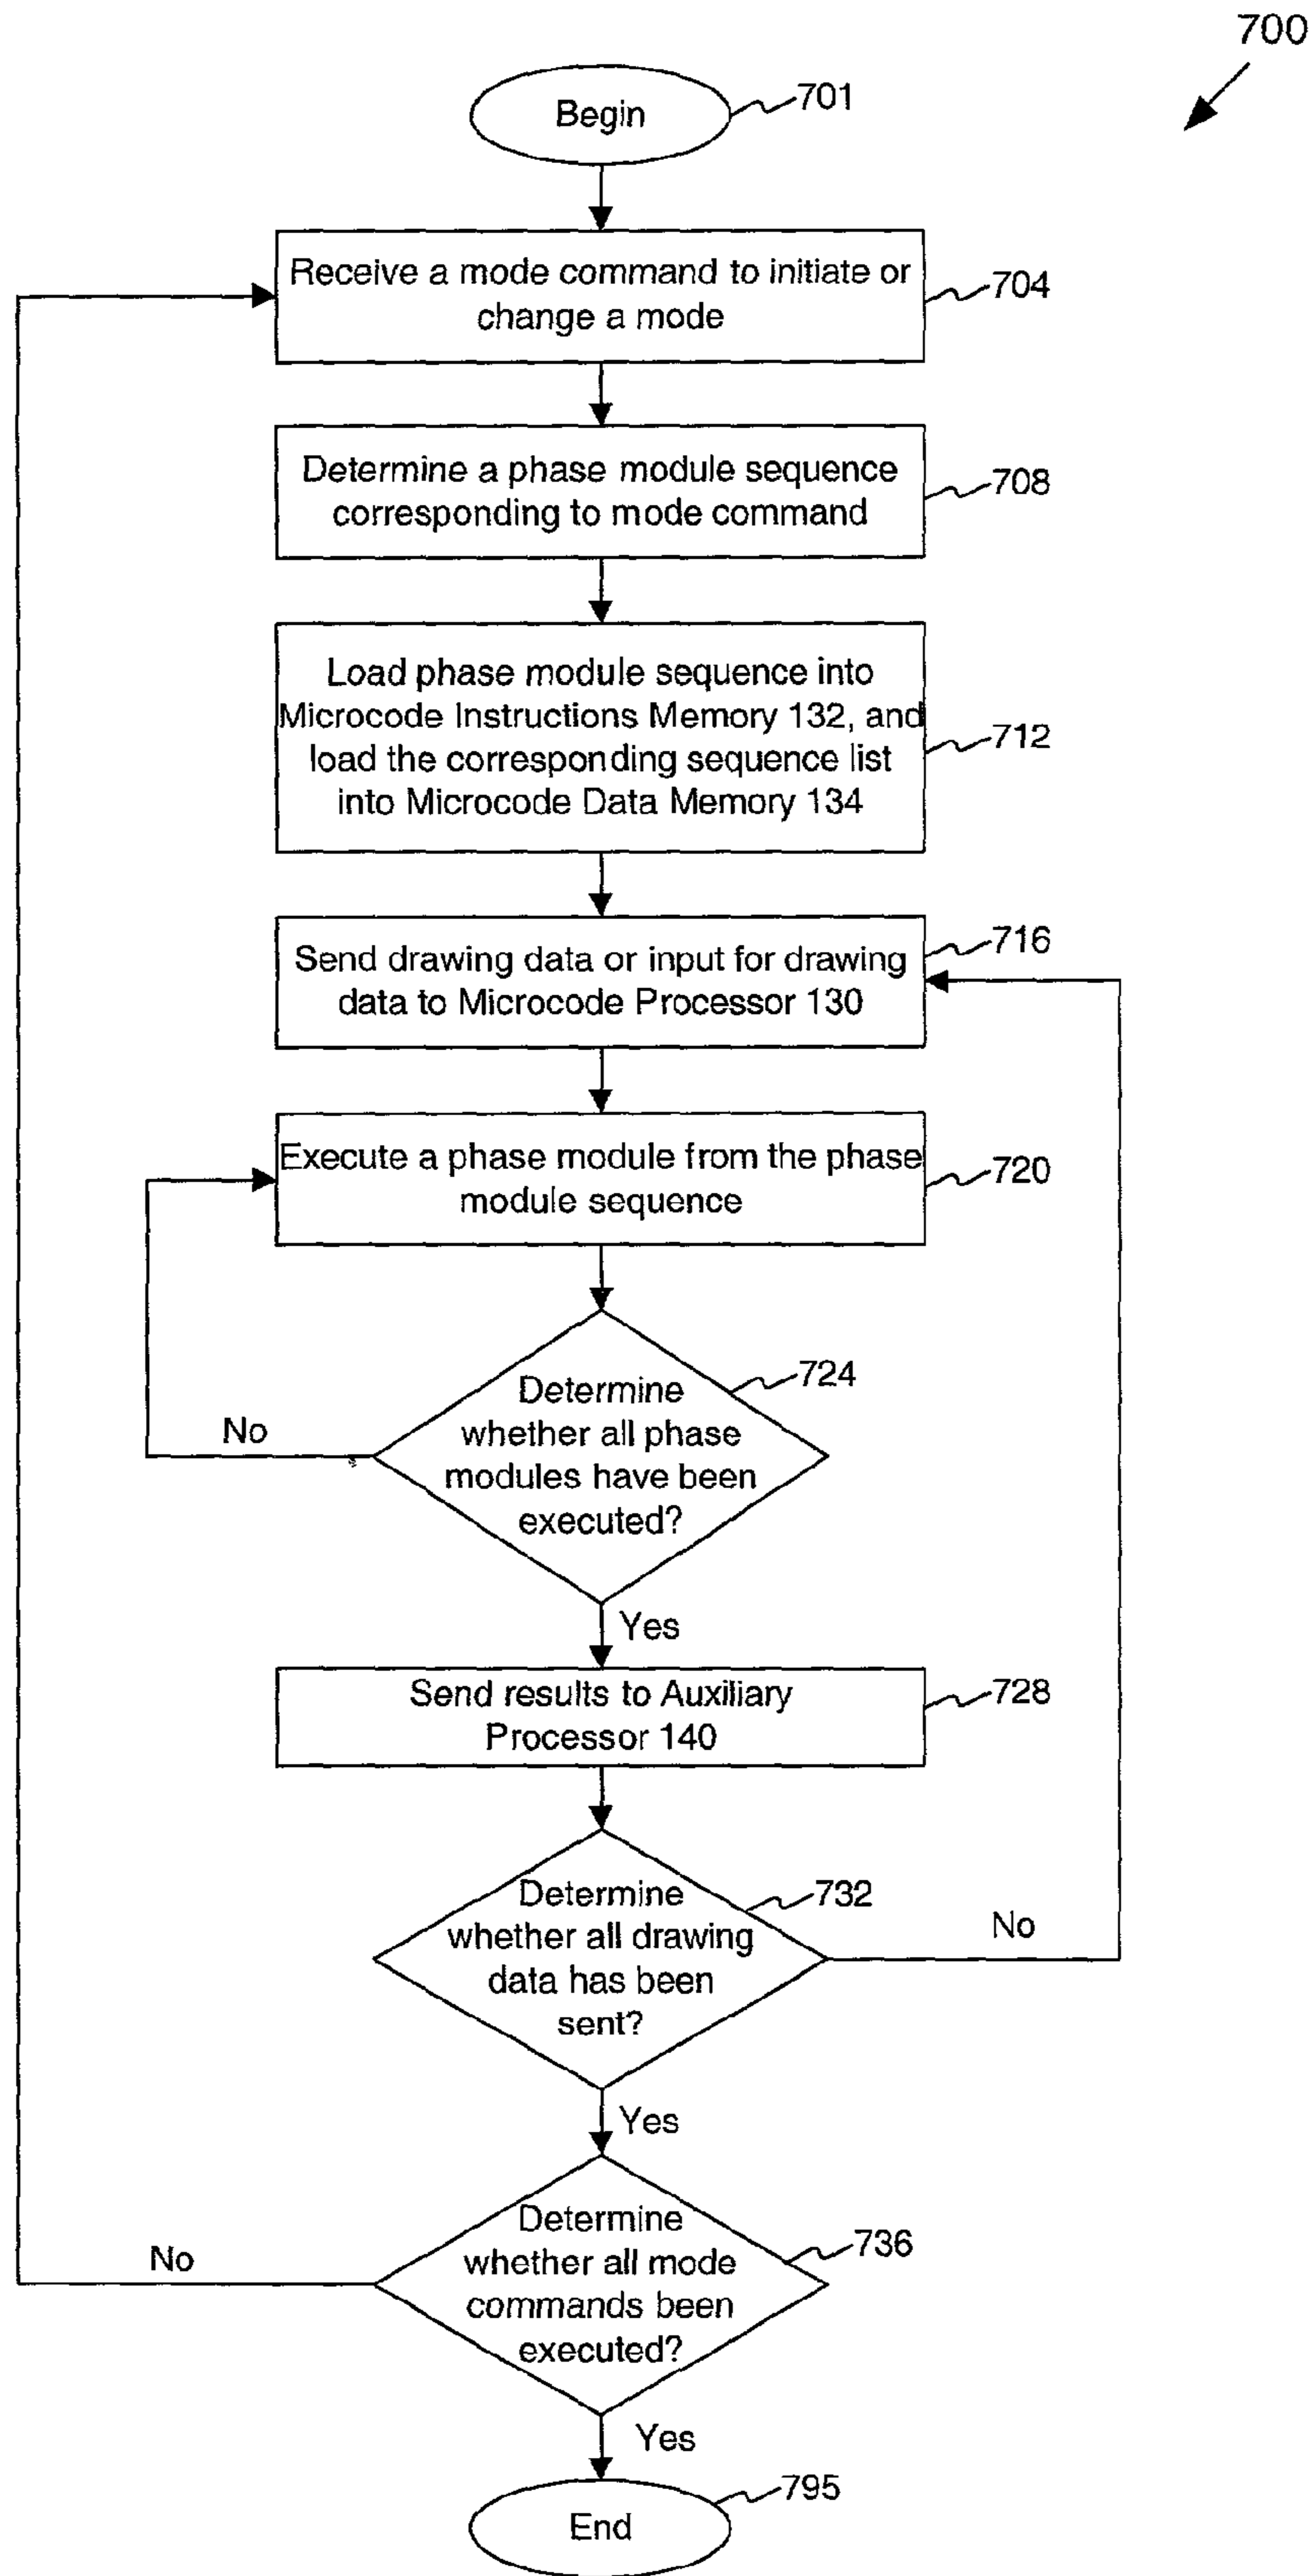 700
Begin
701
Receive a mode command to initiate or
change a mode
704
Determine a phase module sequence
corresponding to mode command
708
Load phase module sequence into
Microcode Instructions Memory 132, and
load the corresponding sequence list
into Microcode Data Memory 134
712
Send drawing data or input for drawing
data to Microcode Processor 130
716
Execute a phase module from the phase
module sequence
720
Determine
whether all phase
modules have been
executed?
724
No
Yes
Send results to Auxiliary
Processor 140
728
Determine
whether all drawing
data has been
sent?
732
No
Yes
Determine
whether all mode
commands been
executed?
736
No
Yes
End
795